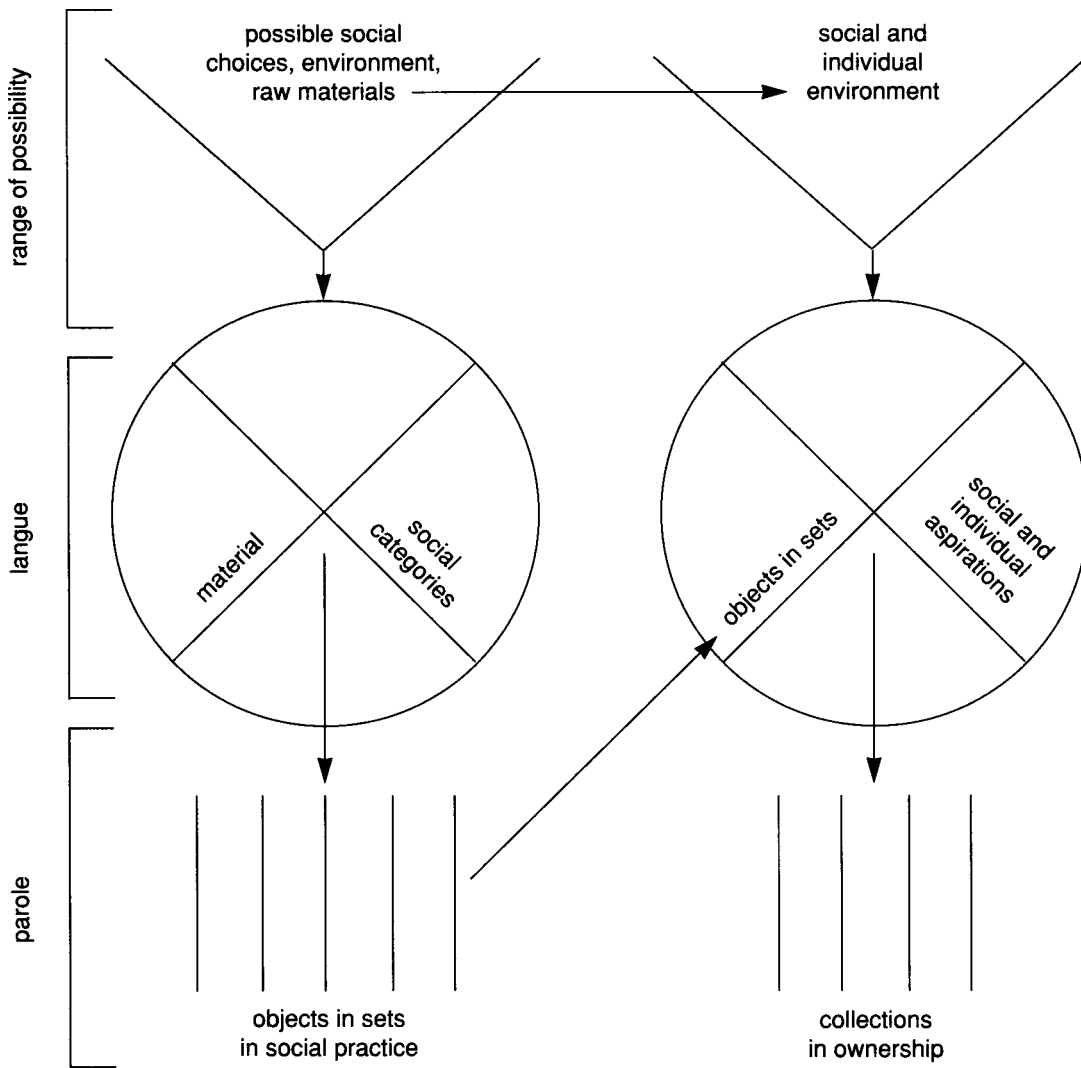 range of possibility
possible social
choices, environment,
raw materials
social and
individual
environment
langue
material
social
categories
objects in sets
social and
individual
aspirations
parole
objects in sets
in social practice
collections
in ownership